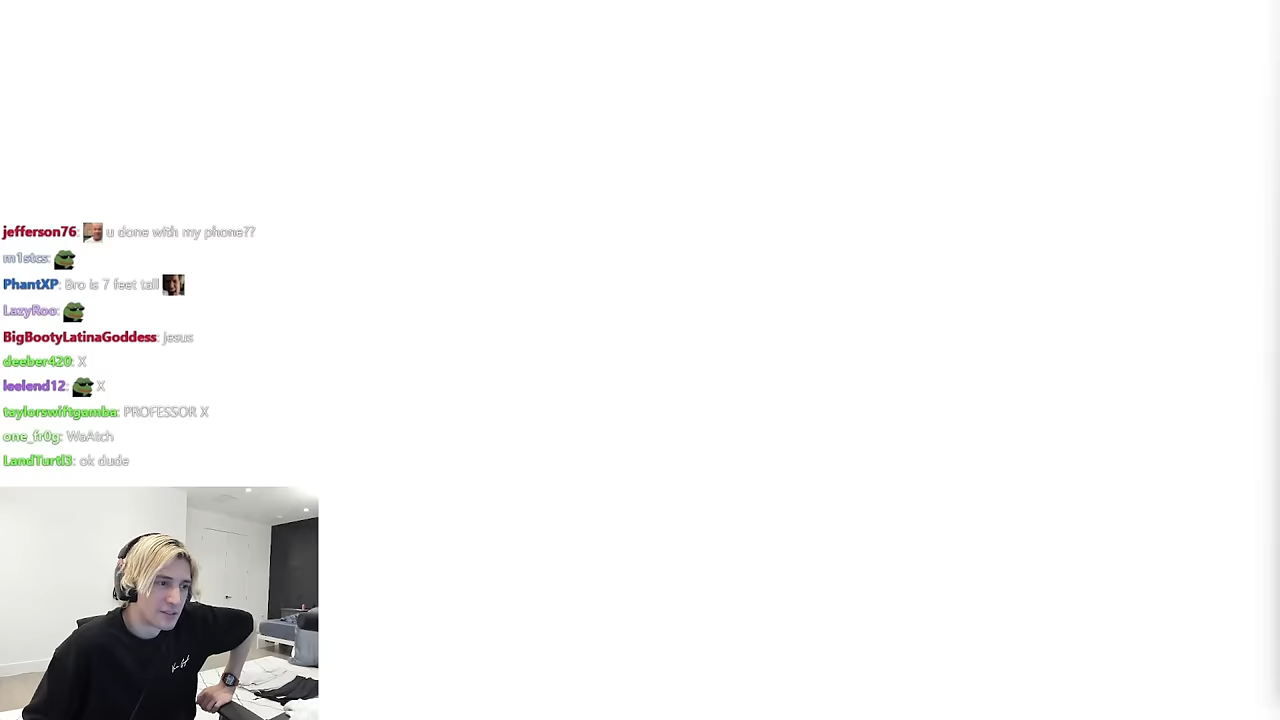 jefferson76: u done with my phone??
m1stcs:
PhantXP: Bro is 7 feet tall
LazyRoo:
BigBootyLatinaGoddess: jesus
deeber420: X
leelend12: X
taylorswiftgamba: PROFESSOR X
one_fr0g: WaAtch
LandTurtl3: ok dude